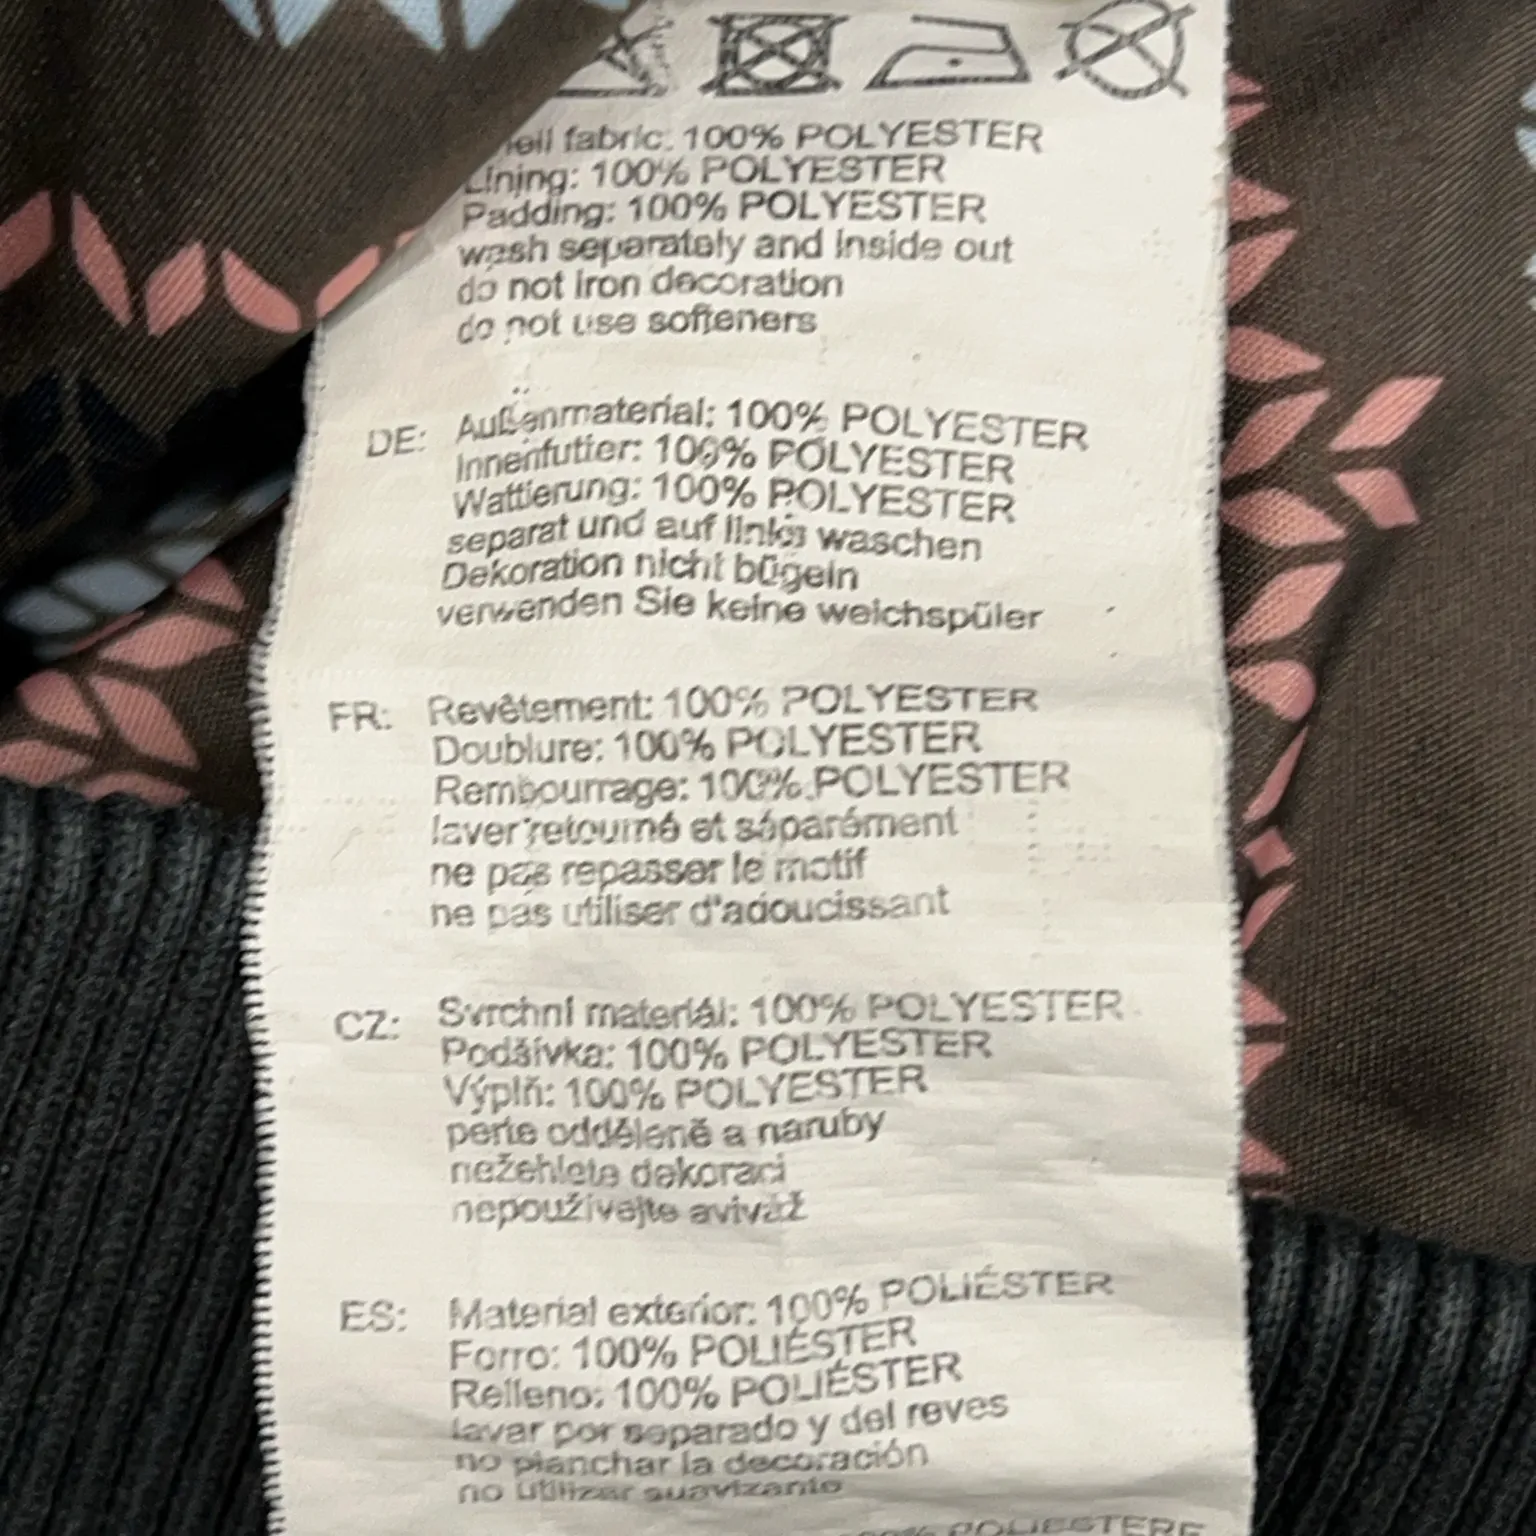 fabric: 100% POLYESTER
Lining: 100% POLYESTER
Padding: 100% POLYESTER
wash separately and inside out
do not iron decoration
do not use softeners
DE: Außenmaterial: 100% POLYESTER
Innenfutter: 100% POLYESTER
Wattierung: 100% POLYESTER
separat und auf links waschen
Dekoration nicht bügeln
verwenden Sie keine weichspüler
FR: Revêtement: 100% POLYESTER
Doublure: 100% POLYESTER
Rembourrage: 100% POLYESTER
laver retourné et séparément
ne pas repasser le motif
ne pas utiliser d'adoucissant
CZ: Svrchní materiál: 100% POLYESTER
Podšívka: 100% POLYESTER
Výplň: 100% POLYESTER
perte odděleně a naruby
nežehlete dekoraci
nepoužívejte aviváž
ES: Material exterior: 100% POLIÉSTER
Forro: 100% POLIÉSTER
Relleno: 100% POLIÉSTER
lavar por separado y del reves
no planchar la decoración
no utilizar suavizante
POLIESTERE